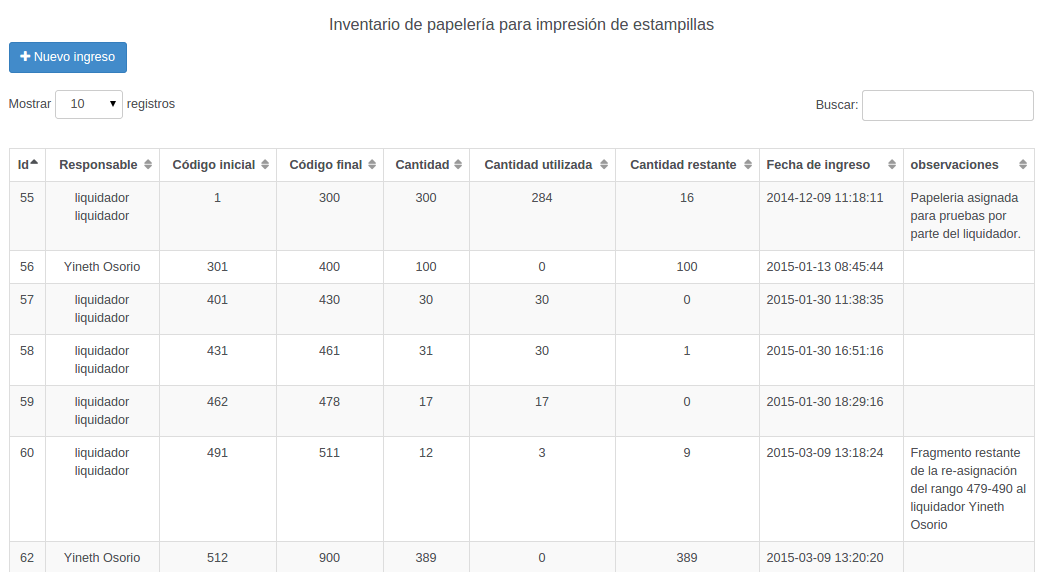 Inventario de papelería para impresión de estampillas
Nuevo ingreso
Mostrar 10 registros
Buscar:
Id Responsable Código inicial Código final Cantidad Cantidad utilizada Cantidad restante Fecha de ingreso observaciones
55 liquidador 1 300 300 284 16 2014-12-09 11:18:11 Papeleria asignada
liquidador para pruebas por
parte del liquidador.
56 Yineth Osorio 301 400 100 0 100 2015-01-13 08:45:44
57 liquidador 401 430 30 30 0 2015-01-30 11:38:35
liquidador
58 liquidador 431 461 31 30 1 2015-01-30 16:51:16
liquidador
59 liquidador 462 478 17 17 0 2015-01-30 18:29:16
liquidador
60 liquidador 491 511 12 3 9 2015-03-09 13:18:24 Fragmento restante
liquidador de la re-asignación
del rango 479-490 al
liquidador Yineth
Osorio
62 Yineth Osorio 512 900 389 0 389 2015-03-09 13:20:20